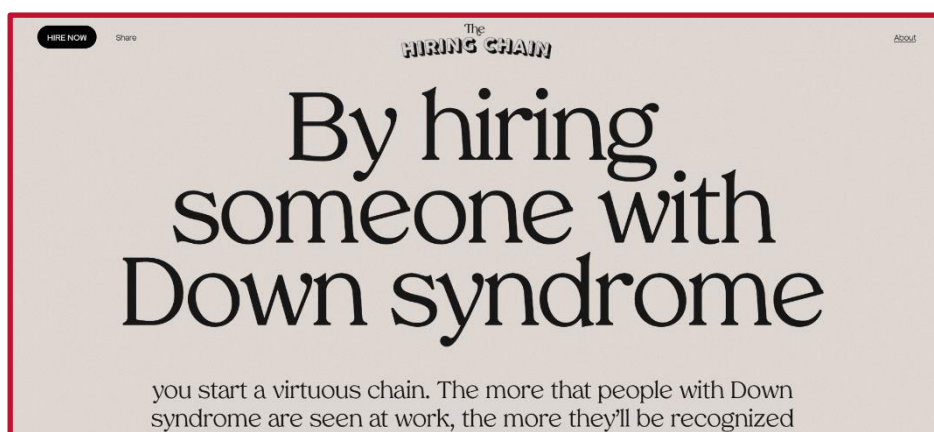 HIRE NOW
Share
The
HIRING CHAIN
About
By hiring
someone with
Down syndrome
you start a virtuous chain. The more that people with Down
syndrome are seen at work, the more they'll be recognized